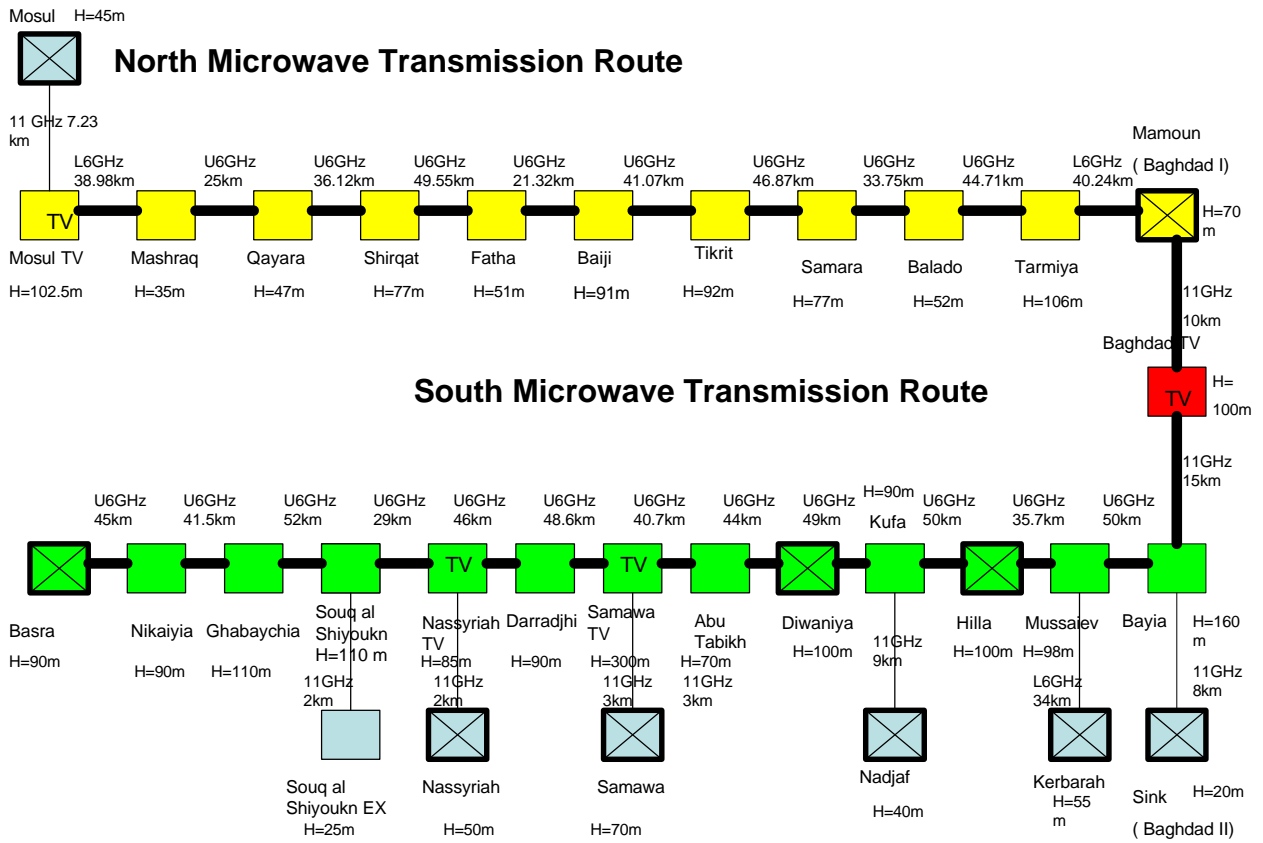 Mosul H=45m
North Microwave Transmission Route
11 GHz 7.23
km
Mamoun
( Baghdad I)
L6GHz
38.98km
U6GHz
25km
U6GHz
36.12km
U6GHz
49.55km
U6GHz
21.32km
U6GHz
41.07km
U6GHz
46.87km
U6GHz
33.75km
U6GHz
44.71km
L6GHz
40.24km
TV
H=70
m
Mosul TV
H=102.5m
Mashraq
H=35m
Qayara
H=47m
Shirqat
H=77m
Fatha
H=51m
Baiji
H=91m
Tikrit
H=92m
Samara
H=77m
Balado
H=52m
Tarmiya
H=106m
11GHz
10km
Baghdad TV
TV
H=
100m
South Microwave Transmission Route
11GHz
15km
U6GHz
45km
U6GHz
41.5km
U6GHz
52km
U6GHz
29km
U6GHz
46km
U6GHz
48.6km
U6GHz
40.7km
U6GHz
44km
U6GHz
49km
H=90m
Kufa
U6GHz
50km
U6GHz
35.7km
U6GHz
50km
TV
TV
Basra
H=90m
Nikaiyia
H=90m
Ghabaychia
H=110m
Souq al
Shiyoukn
H=110 m
Nassyriah
TV
H=85m
Darradjhi
H=90m
Samawa
TV
H=300m
Abu
Tabikh
H=70m
Diwaniya
H=100m
Hilla
H=100m
Mussaiev
H=98m
Bayia
H=160
m
11GHz
2km
11GHz
2km
11GHz
3km
11GHz
3km
11GHz
9km
L6GHz
34km
11GHz
8km
Souq al
Shiyoukn EX
H=25m
Nassyriah
H=50m
Samawa
H=70m
Nadjaf
H=40m
Kerbarah
H=55
m
Sink
H=20m
( Baghdad II)